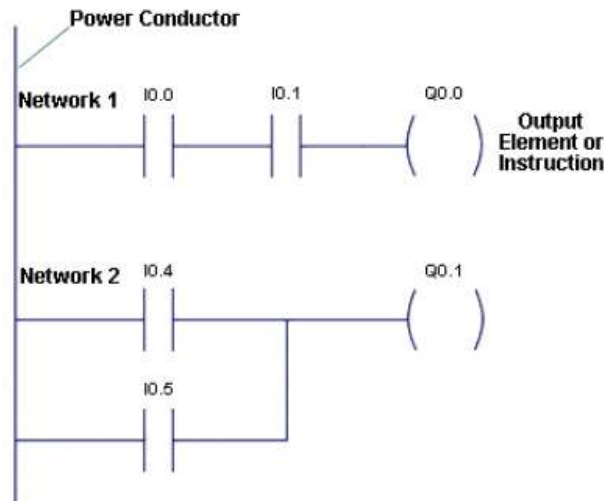 Power Conductor
Network 1
I0.0
I0.1
Q0.0
Output
Element or
Instruction
Network 2
I0.4
Q0.1
I0.5